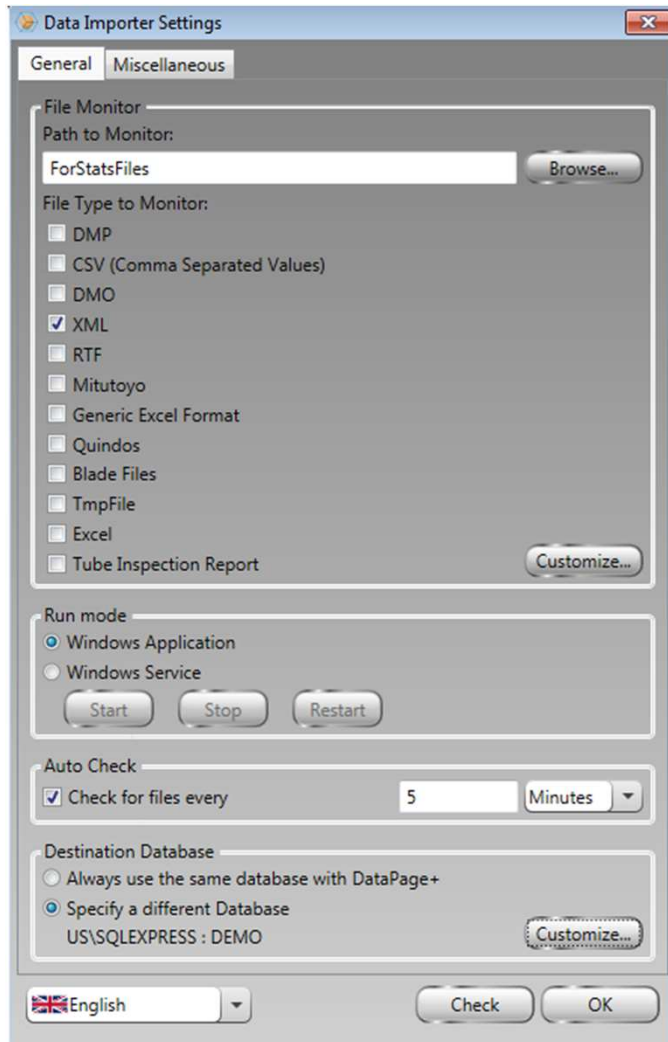 Data Importer Settings
General Miscellaneous
File Monitor
Path to Monitor:
ForStatsFiles Browse...
File Type to Monitor:
DMP
CSV (Comma Separated Values)
DMO
XML
RTF
Mitutoyo
Generic Excel Format
Quindos
Blade Files
TmpFile
Excel
Tube Inspection Report Customize...
Run mode
Windows Application
Windows Service
Start Stop Restart
Auto Check
Check for files every 5 Minutes
Destination Database
Always use the same database with DataPage+
Specify a different Database
US\SQLEXPRESS : DEMO Customize...
English Check OK